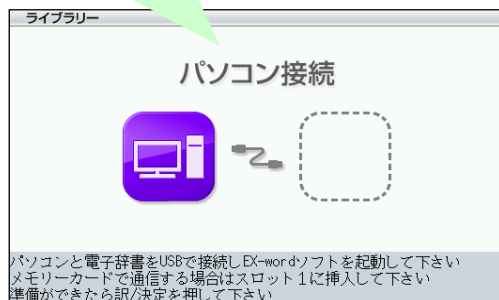 ライブラリー
パソコン接続
パソコンと電子辞書をUSBで接続しEX-wordソフトを起動して下さい
メモリーカードで通信する場合はスロット1に挿入して下さい
準備ができたら訳/決定を押して下さい